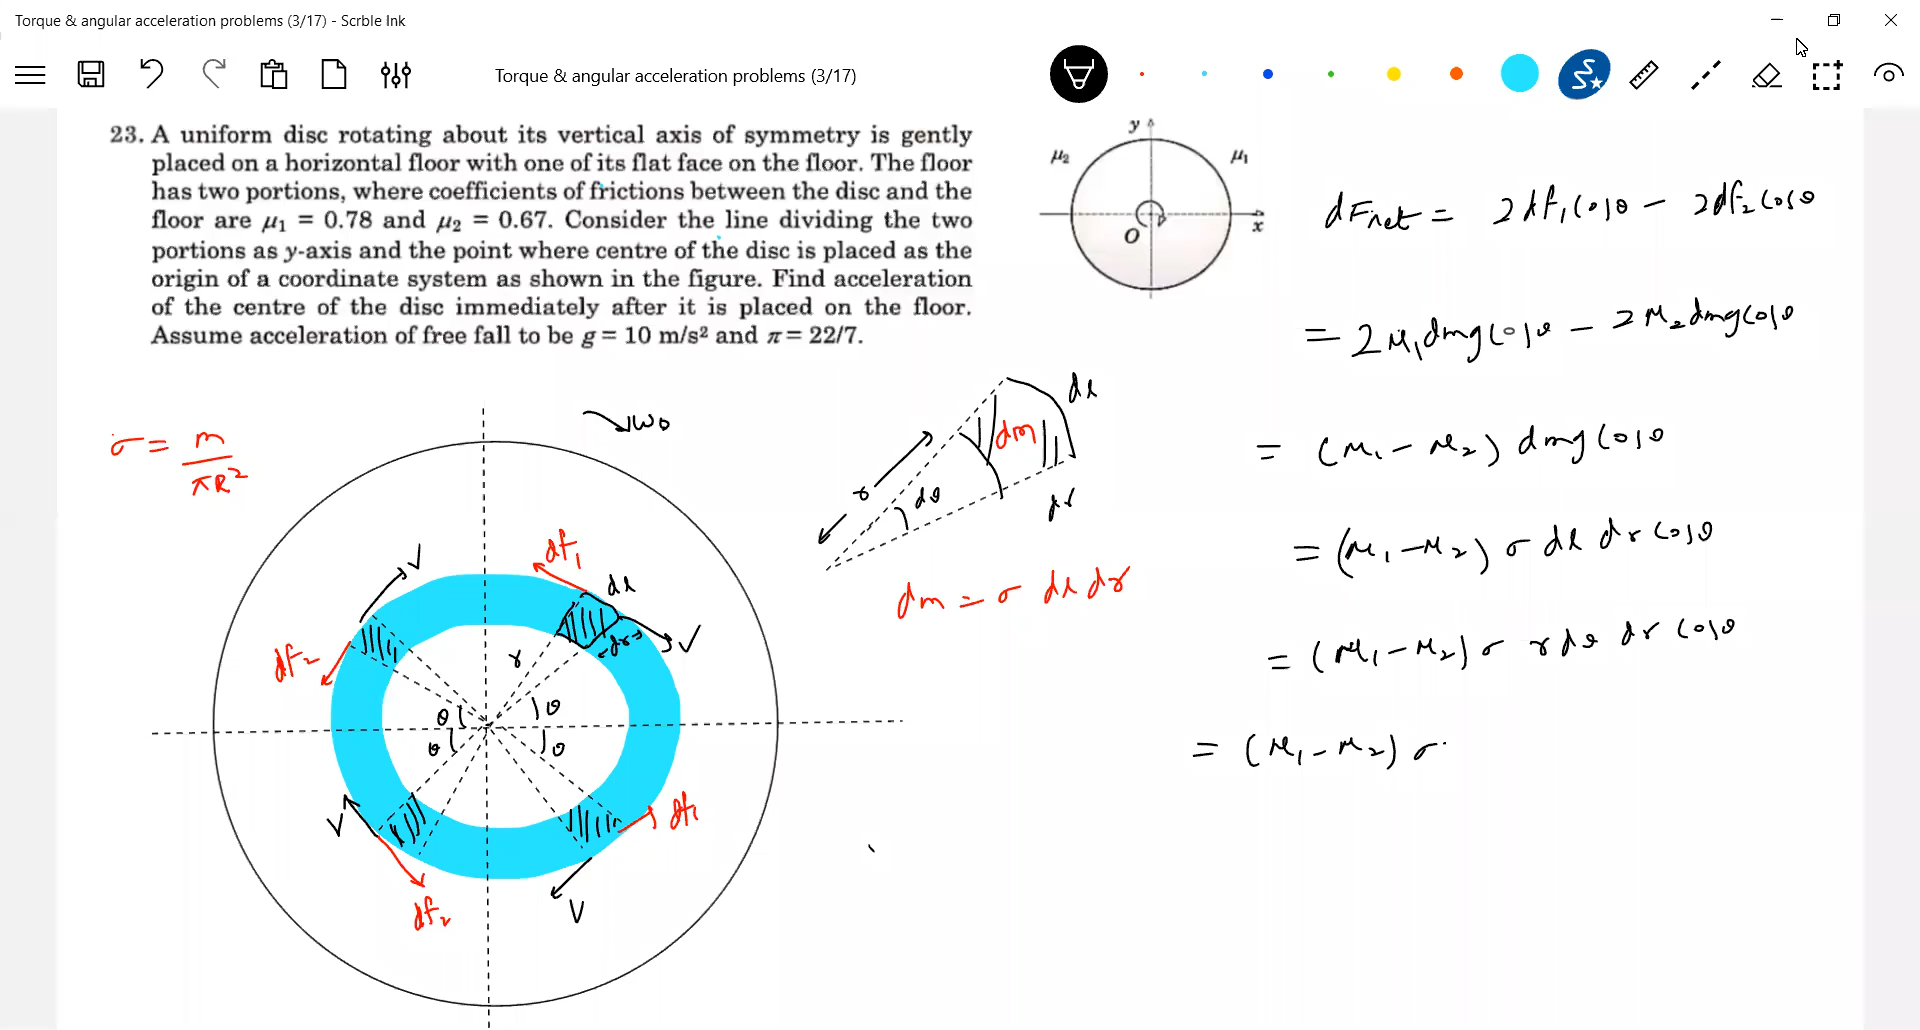 Torque & angular acceleration problems (3/17) - Scrble Ink
Torque & angular acceleration problems (3/17)
23. A uniform disc rotating about its vertical axis of symmetry is gently
placed on a horizontal floor with one of its flat face on the floor. The floor
has two portions, where coefficients of frictions between the disc and the
floor are μ₁ = 0.78 and μ₂ = 0.67. Consider the line dividing the two
portions as y-axis and the point where centre of the disc is placed as the
origin of a coordinate system as shown in the figure. Find acceleration
of the centre of the disc immediately after it is placed on the floor.
Assume acceleration of free fall to be g = 10 m/s² and π = 22/7.
y
μ₂
μ₁
O
x
dFnet = 2df₁cosθ − 2df₂cosθ
= 2μ₁dmgcosθ − 2μ₂dmgcosθ
= (μ₁ − μ₂) dmg cosθ
= (μ₁ − μ₂) σ dl dr cosθ
= (μ₁ − μ₂) σ r dθ dr cosθ
= (μ₁ − μ₂) σ
σ = m / πR²
ω₀
dl
dm
r
dθ
dr
dm = σ dl dr
V
df₁
dl
df₂
dr
V
r
θ
θ
θ
θ
V
df₁
V
df₂